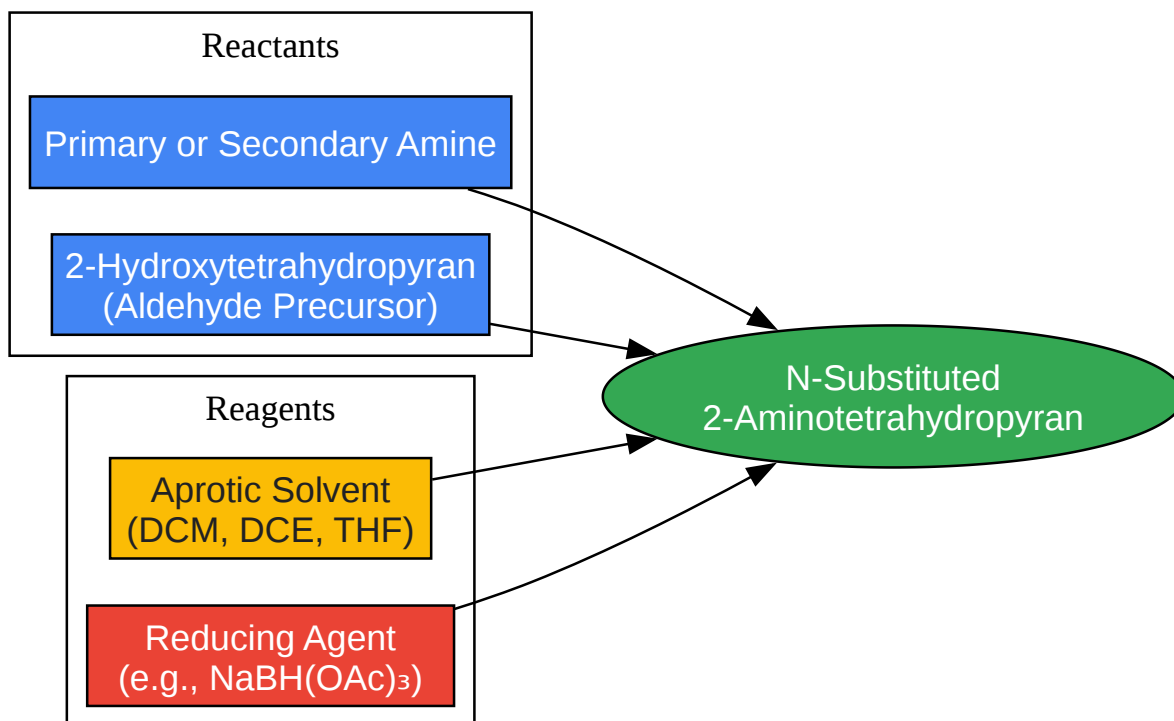 Reactants
Primary or Secondary Amine
2-Hydroxytetrahydropyran
(Aldehyde Precursor)
N-Substituted
2-Aminotetrahydropyran
Reagents
Aprotic Solvent
(DCM, DCE, THF)
Reducing Agent
(e.g., NaBH(OAc)₃)